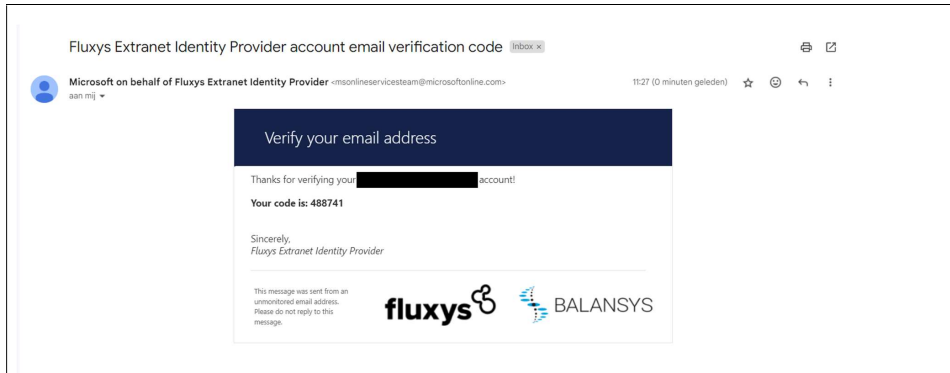 Fluxys Extranet Identity Provider account email verification code Inbox ×
Microsoft on behalf of Fluxys Extranet Identity Provider <msonlineservicesteam@microsoftonline.com> 11:27 (0 minuten geleden)
aan mij
Verify your email address
Thanks for verifying your account!
Your code is: 488741
Sincerely,
Fluxys Extranet Identity Provider
This message was sent from an
unmonitored email address.
Please do not reply to this
message.
fluxys
BALANSYS